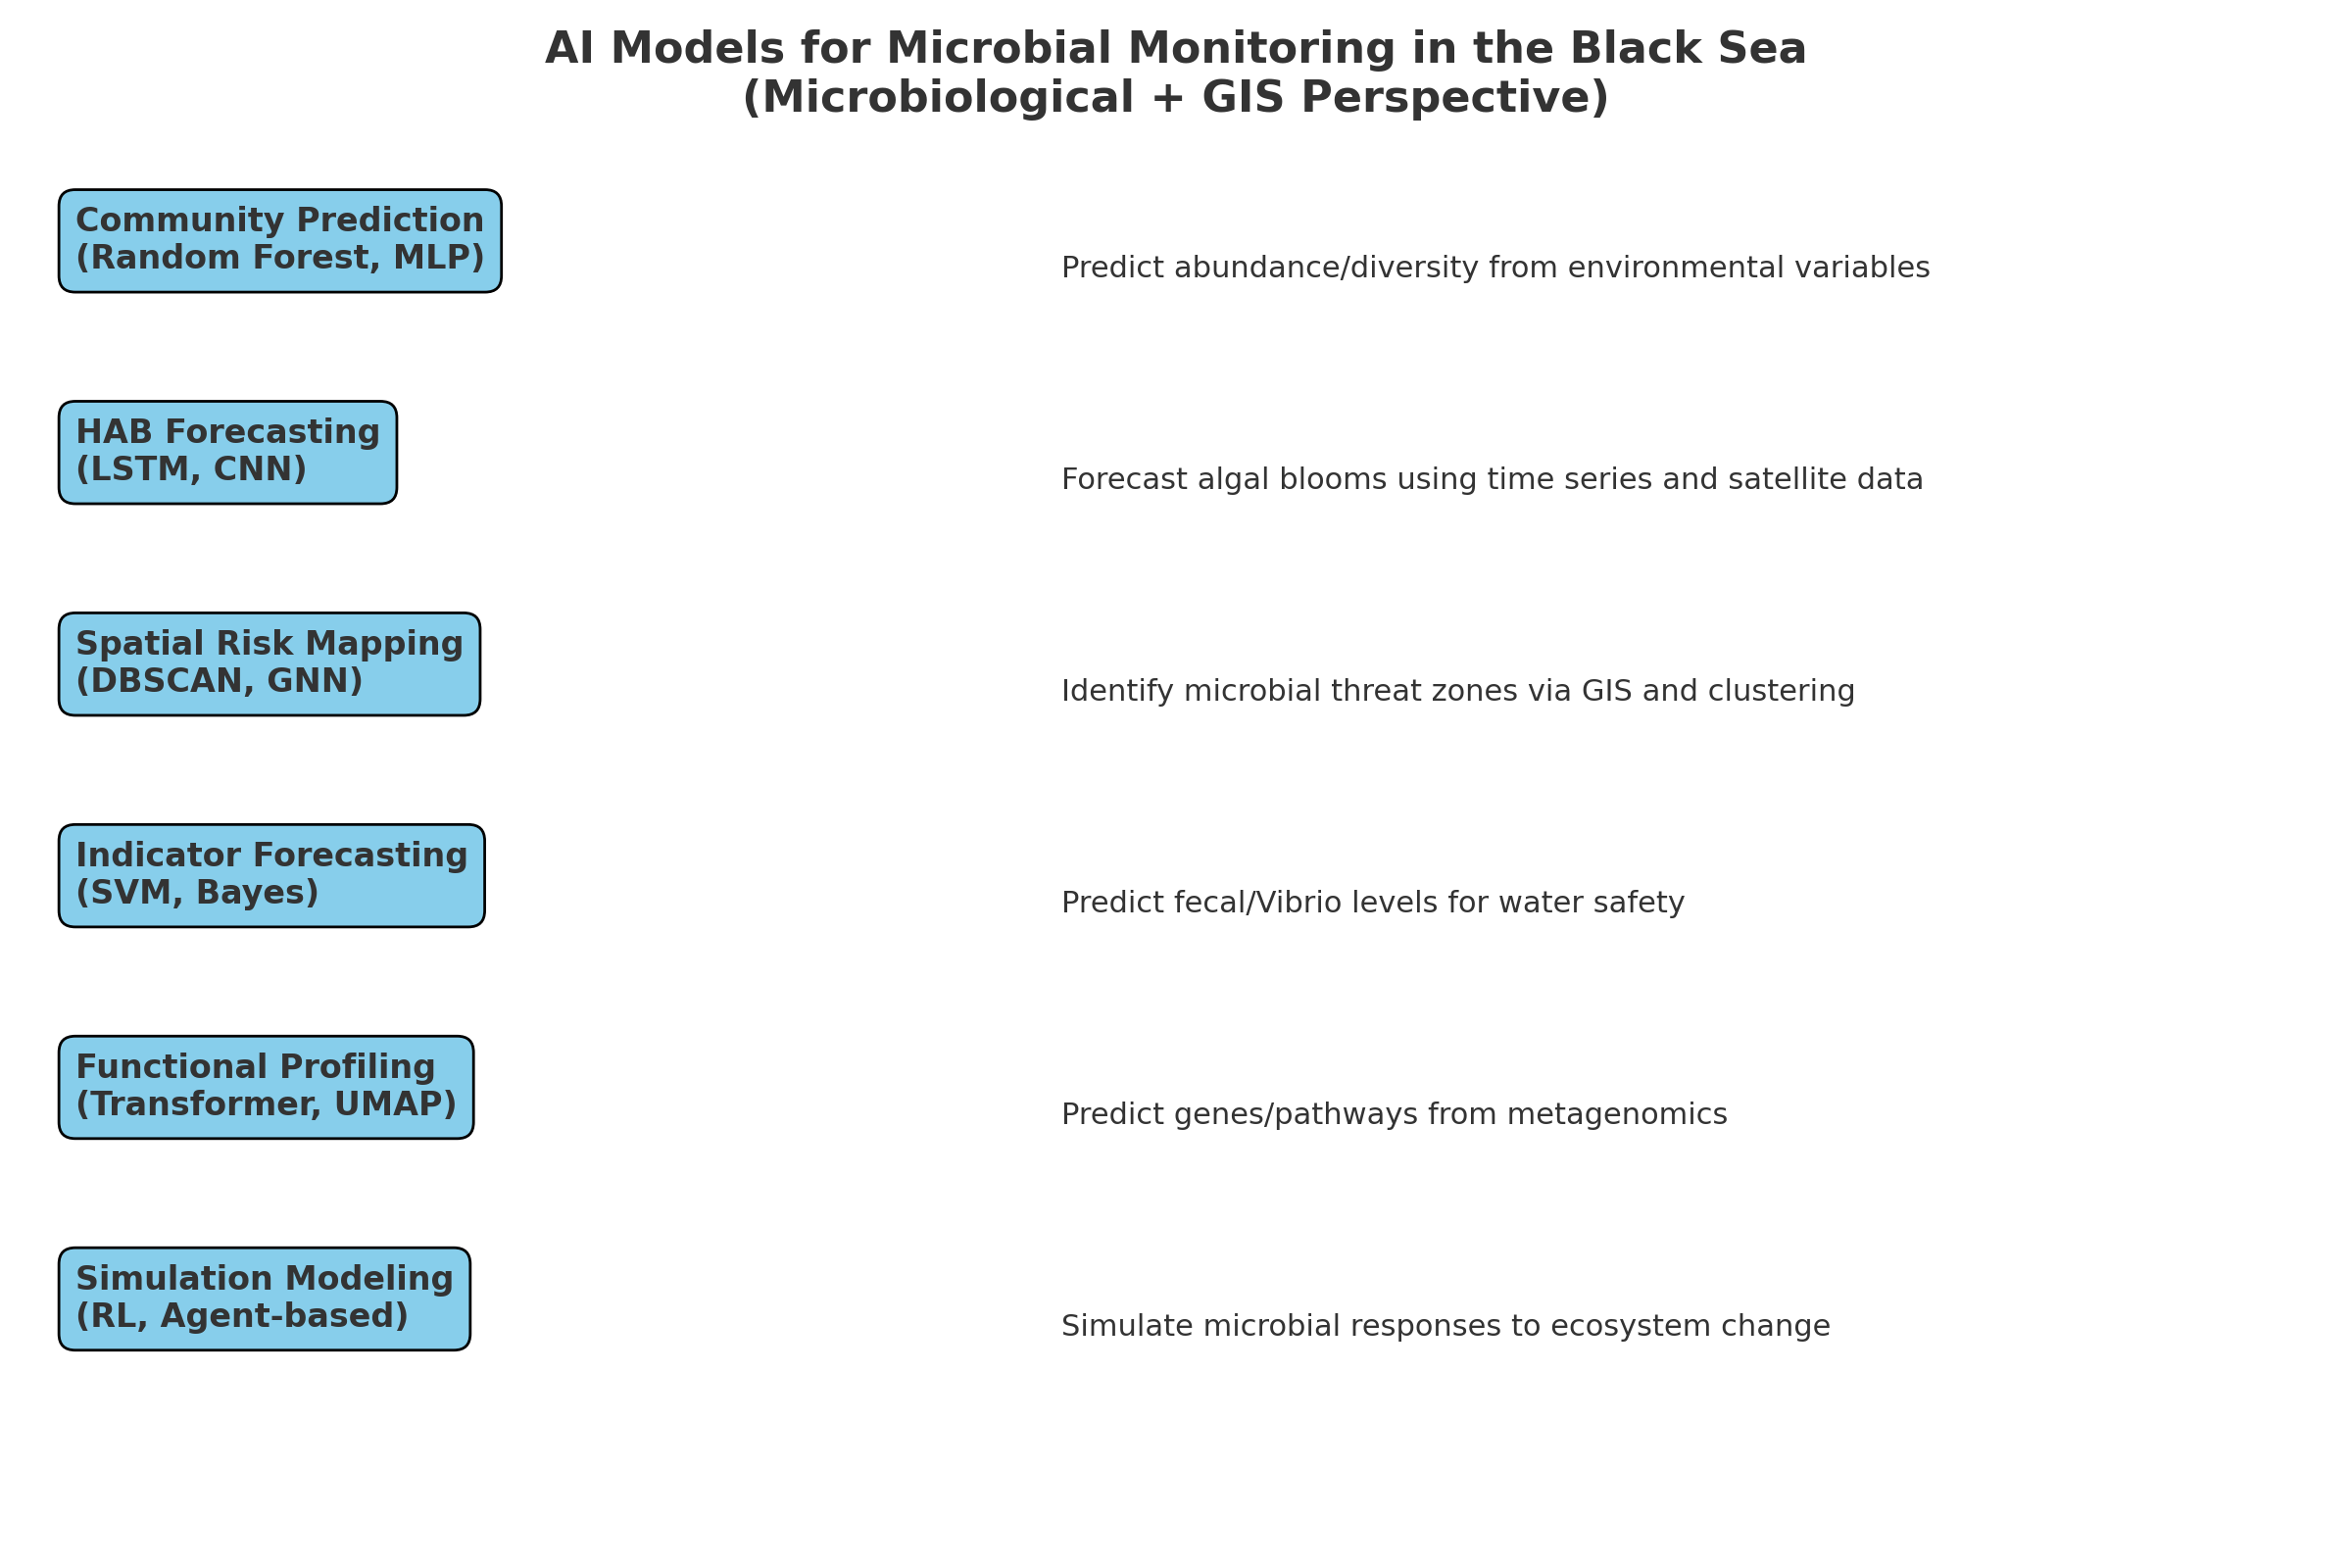 AI Models for Microbial Monitoring in the Black Sea
(Microbiological + GIS Perspective)
Community Prediction
(Random Forest, MLP)
Predict abundance/diversity from environmental variables
HAB Forecasting
(LSTM, CNN)
Forecast algal blooms using time series and satellite data
Spatial Risk Mapping
(DBSCAN, GNN)
Identify microbial threat zones via GIS and clustering
Indicator Forecasting
(SVM, Bayes)
Predict fecal/Vibrio levels for water safety
Functional Profiling
(Transformer, UMAP)
Predict genes/pathways from metagenomics
Simulation Modeling
(RL, Agent-based)
Simulate microbial responses to ecosystem change